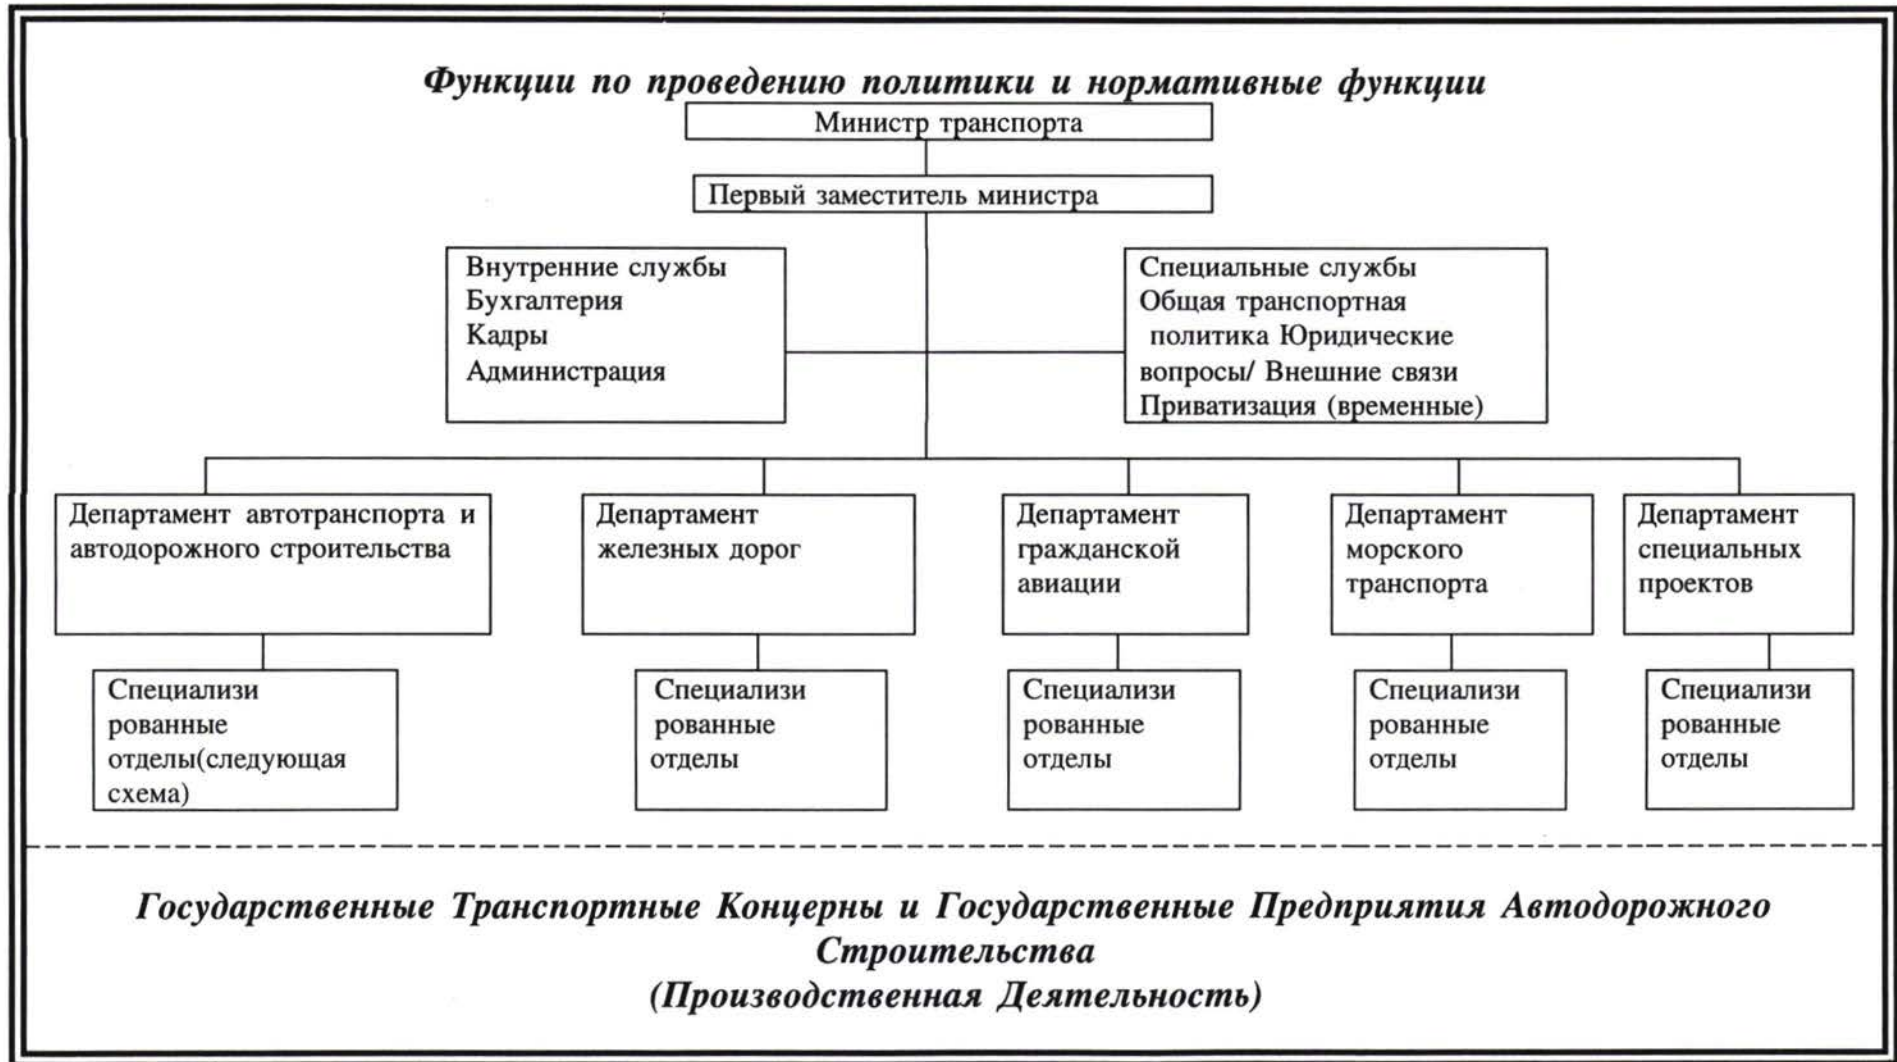 Функции по проведению политики и нормативные функции
Министр транспорта
Первый заместитель министра
Внутренние службы
Бухгалтерия
Кадры
Администрация
Специальные службы
Общая транспортная
политика Юридические
вопросы/ Внешние связи
Приватизация (временные)
Департамент автотранспорта и
автодорожного строительства
Департамент
железных дорог
Департамент
гражданской
авиации
Департамент
морского
транспорта
Департамент
специальных
проектов
Специализи
рованные
отделы(следующая
схема)
Специализи
рованные
отделы
Специализи
рованные
отделы
Специализи
рованные
отделы
Специализи
рованные
отделы
Государственные Транспортные Концерны и Государственные Предприятия Автодорожного
Строительства
(Производственная Деятельность)